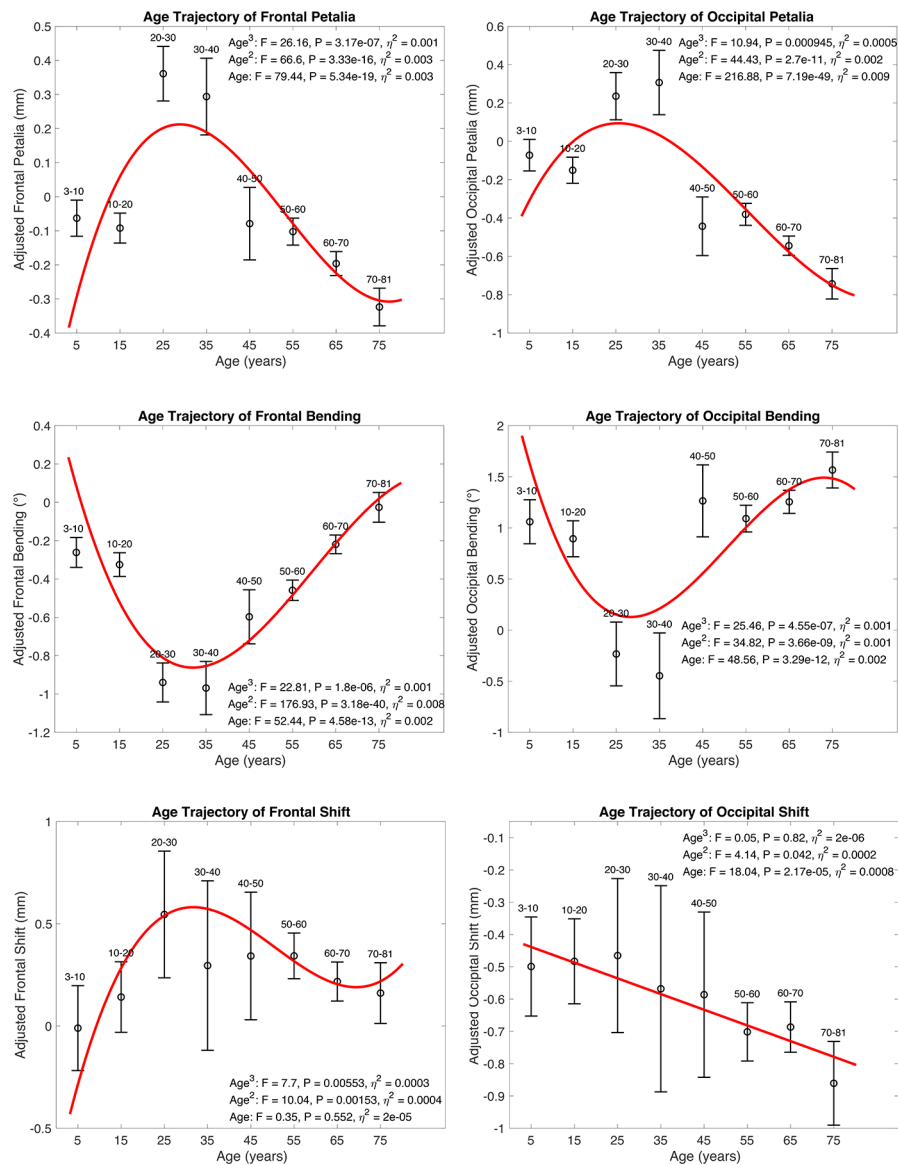 Age Trajectory of Frontal Petalia
Age³: F = 26.16, P = 3.17e-07, η² = 0.001
Age²: F = 66.6, P = 3.33e-16, η² = 0.003
Age: F = 79.44, P = 5.34e-19, η² = 0.003
Adjusted Frontal Petalia (mm)
0.5
0.4
0.3
0.2
0.1
0
-0.1
-0.2
-0.3
-0.4
3-10
10-20
20-30
30-40
40-50
50-60
60-70
70-81
5 15 25 35 45 55 65 75
Age (years)
Age Trajectory of Occipital Petalia
Age³: F = 10.94, P = 0.000945, η² = 0.0005
Age²: F = 44.43, P = 2.7e-11, η² = 0.002
Age: F = 216.88, P = 7.19e-49, η² = 0.009
Adjusted Occipital Petalia (mm)
0.6
0.4
0.2
0
-0.2
-0.4
-0.6
-0.8
-1
3-10
10-20
20-30
30-40
40-50
50-60
60-70
70-81
5 15 25 35 45 55 65 75
Age (years)
Age Trajectory of Frontal Bending
Adjusted Frontal Bending (°)
0.4
0.2
0
-0.2
-0.4
-0.6
-0.8
-1
-1.2
3-10
10-20
20-30
30-40
40-50
50-60
60-70
70-81
Age³: F = 22.81, P = 1.8e-06, η² = 0.001
Age²: F = 176.93, P = 3.18e-40, η² = 0.008
Age: F = 52.44, P = 4.58e-13, η² = 0.002
5 15 25 35 45 55 65 75
Age (years)
Age Trajectory of Occipital Bending
Adjusted Occipital Bending (°)
2
1.5
1
0.5
0
-0.5
-1
3-10
10-20
20-30
30-40
40-50
50-60
60-70
70-81
Age³: F = 25.46, P = 4.55e-07, η² = 0.001
Age²: F = 34.82, P = 3.66e-09, η² = 0.001
Age: F = 48.56, P = 3.29e-12, η² = 0.002
5 15 25 35 45 55 65 75
Age (years)
Age Trajectory of Frontal Shift
Adjusted Frontal Shift (mm)
1
0.5
0
-0.5
3-10
10-20
20-30
30-40
40-50
50-60
60-70
70-81
Age³: F = 7.7, P = 0.00553, η² = 0.0003
Age²: F = 10.04, P = 0.00153, η² = 0.0004
Age: F = 0.35, P = 0.552, η² = 2e-05
5 15 25 35 45 55 65 75
Age (years)
Age Trajectory of Occipital Shift
Age³: F = 0.05, P = 0.82, η² = 2e-06
Age²: F = 4.14, P = 0.042, η² = 0.0002
Age: F = 18.04, P = 2.17e-05, η² = 0.0008
Adjusted Occipital Shift (mm)
-0.1
-0.2
-0.3
-0.4
-0.5
-0.6
-0.7
-0.8
-0.9
-1
3-10
10-20
20-30
30-40
40-50
50-60
60-70
70-81
5 15 25 35 45 55 65 75
Age (years)